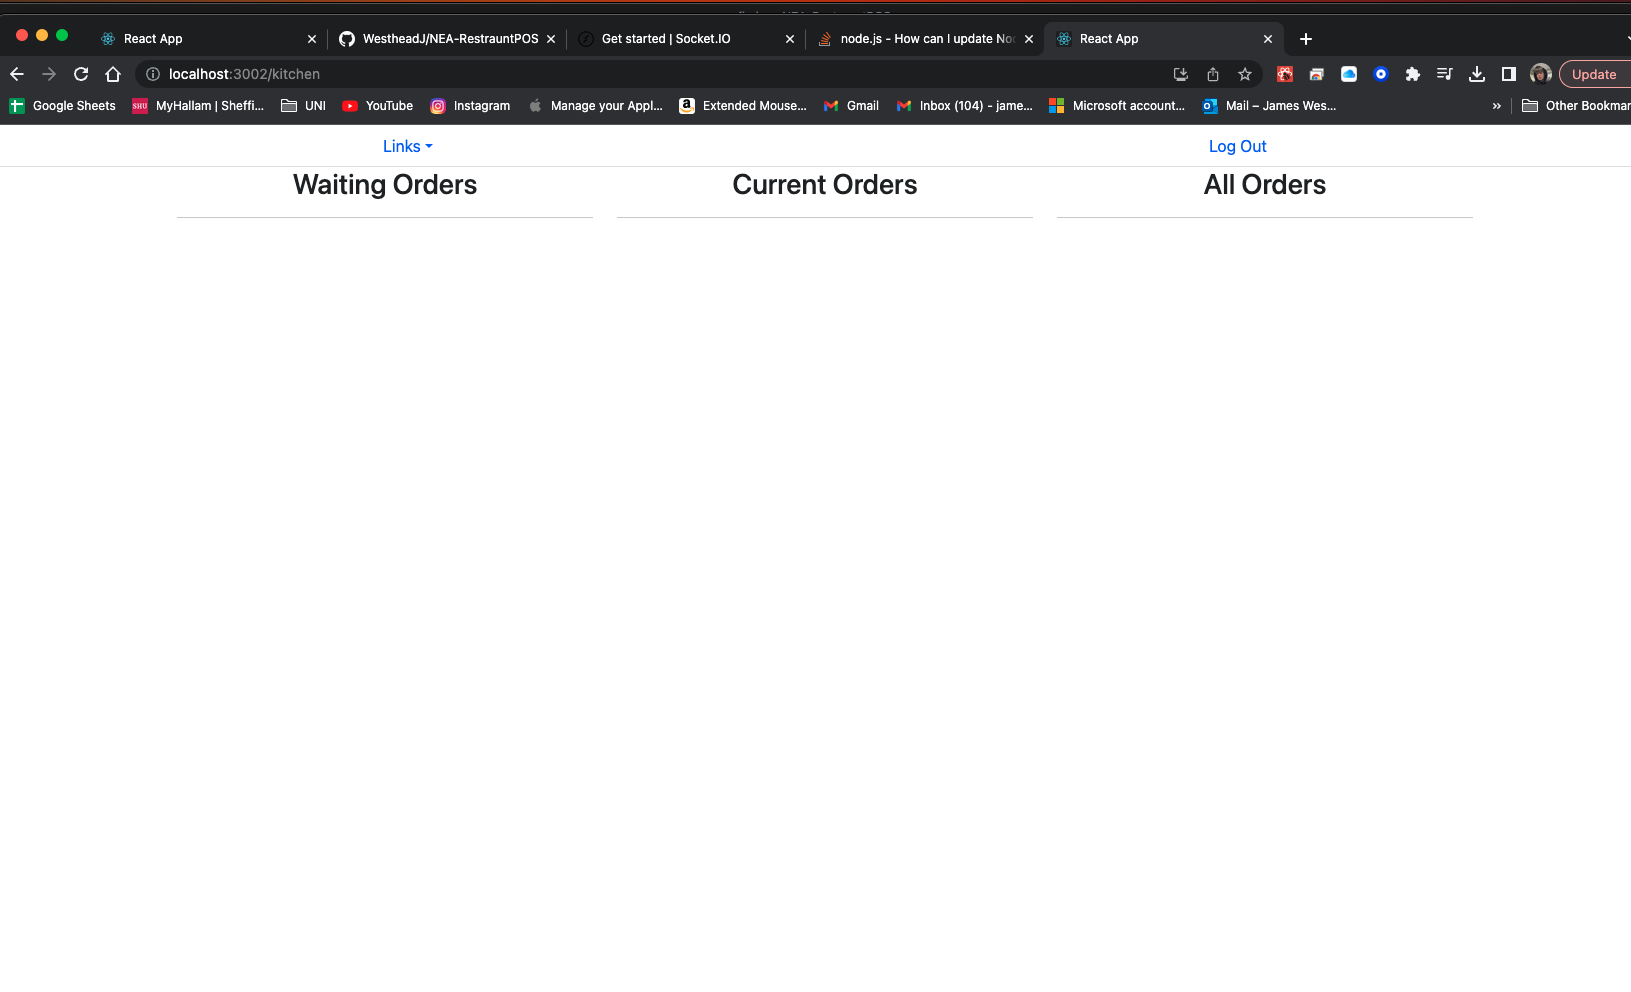 React App
WestheadJ/NEA-RestrauntPOS
Get started | Socket.IO
node.js - How can I update No
React App
localhost:3002/kitchen
Update
Google Sheets
SHU
MyHallam | Sheffi...
UNI
YouTube
Instagram
Manage your Appl...
Extended Mouse...
Gmail
Inbox (104) - jame...
Microsoft account...
Mail – James Wes...
»
Other Bookmar
Links
Log Out
Waiting Orders
Current Orders
All Orders